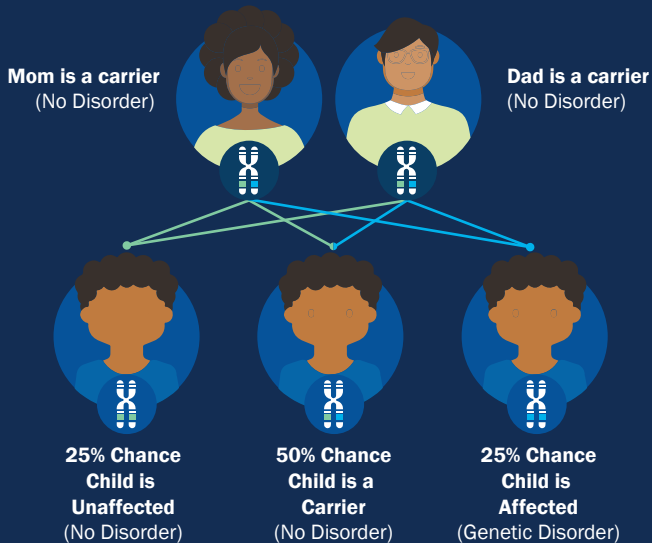 Mom is a carrier
(No Disorder)
Dad is a carrier
(No Disorder)
25% Chance
Child is
Unaffected
(No Disorder)
50% Chance
Child is a
Carrier
(No Disorder)
25% Chance
Child is
Affected
(Genetic Disorder)